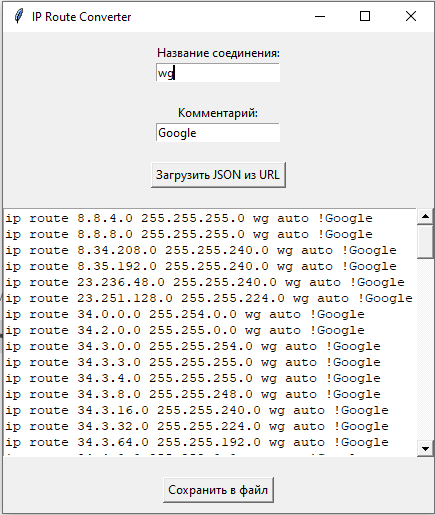 IP Route Converter
Название соединения:
wg
Комментарий:
Google
Загрузить JSON из URL
ip route 8.8.4.0 255.255.255.0 wg auto !Google
ip route 8.8.8.0 255.255.255.0 wg auto !Google
ip route 8.34.208.0 255.255.240.0 wg auto !Google
ip route 8.35.192.0 255.255.240.0 wg auto !Google
ip route 23.236.48.0 255.255.240.0 wg auto !Google
ip route 23.251.128.0 255.255.224.0 wg auto !Google
ip route 34.0.0.0 255.254.0.0 wg auto !Google
ip route 34.2.0.0 255.255.0.0 wg auto !Google
ip route 34.3.0.0 255.255.254.0 wg auto !Google
ip route 34.3.3.0 255.255.255.0 wg auto !Google
ip route 34.3.4.0 255.255.255.0 wg auto !Google
ip route 34.3.8.0 255.255.248.0 wg auto !Google
ip route 34.3.16.0 255.255.240.0 wg auto !Google
ip route 34.3.32.0 255.255.224.0 wg auto !Google
ip route 34.3.64.0 255.255.192.0 wg auto !Google
Сохранить в файл